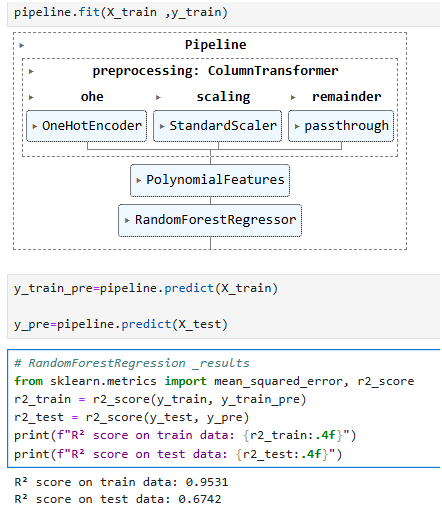 pipeline.fit(X_train ,y_train)
Pipeline
preprocessing: ColumnTransformer
ohe scaling remainder
OneHotEncoder StandardScaler passthrough
PolynomialFeatures
RandomForestRegressor
y_train_pre=pipeline.predict(X_train)
y_pre=pipeline.predict(X_test)
# RandomForestRegression _results
from sklearn.metrics import mean_squared_error, r2_score
r2_train = r2_score(y_train, y_train_pre)
r2_test = r2_score(y_test, y_pre)
print(f"R² score on train data: {r2_train:.4f}")
print(f"R² score on test data: {r2_test:.4f}")
R² score on train data: 0.9531
R² score on test data: 0.6742